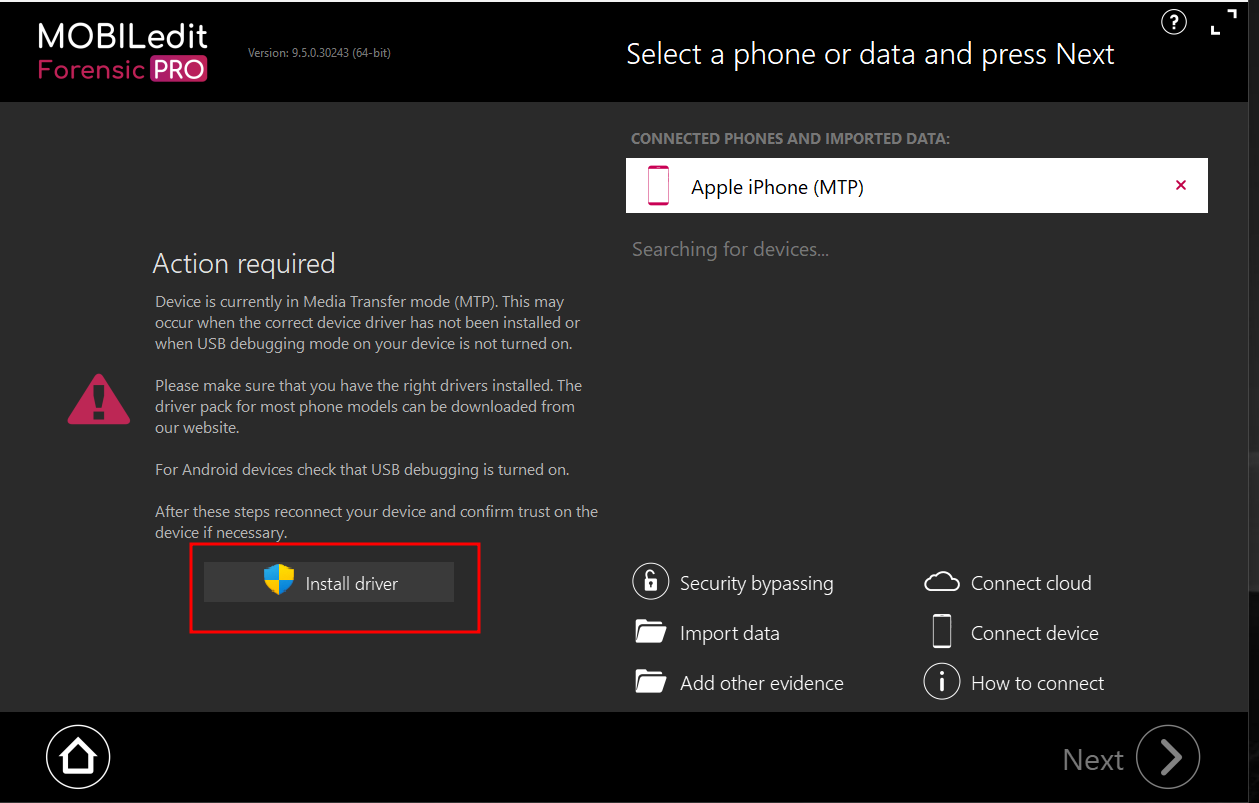 MOBILedit
Forensic PRO
Version: 9.5.0.30243 (64-bit)
Select a phone or data and press Next
?
CONNECTED PHONES AND IMPORTED DATA:
Apple iPhone (MTP)
Searching for devices...
Action required
Device is currently in Media Transfer mode (MTP). This may
occur when the correct device driver has not been installed or
when USB debugging mode on your device is not turned on.
Please make sure that you have the right drivers installed. The
driver pack for most phone models can be downloaded from
our website.
For Android devices check that USB debugging is turned on.
After these steps reconnect your device and confirm trust on the
device if necessary.
Install driver
Security bypassing
Connect cloud
Import data
Connect device
Add other evidence
How to connect
Next